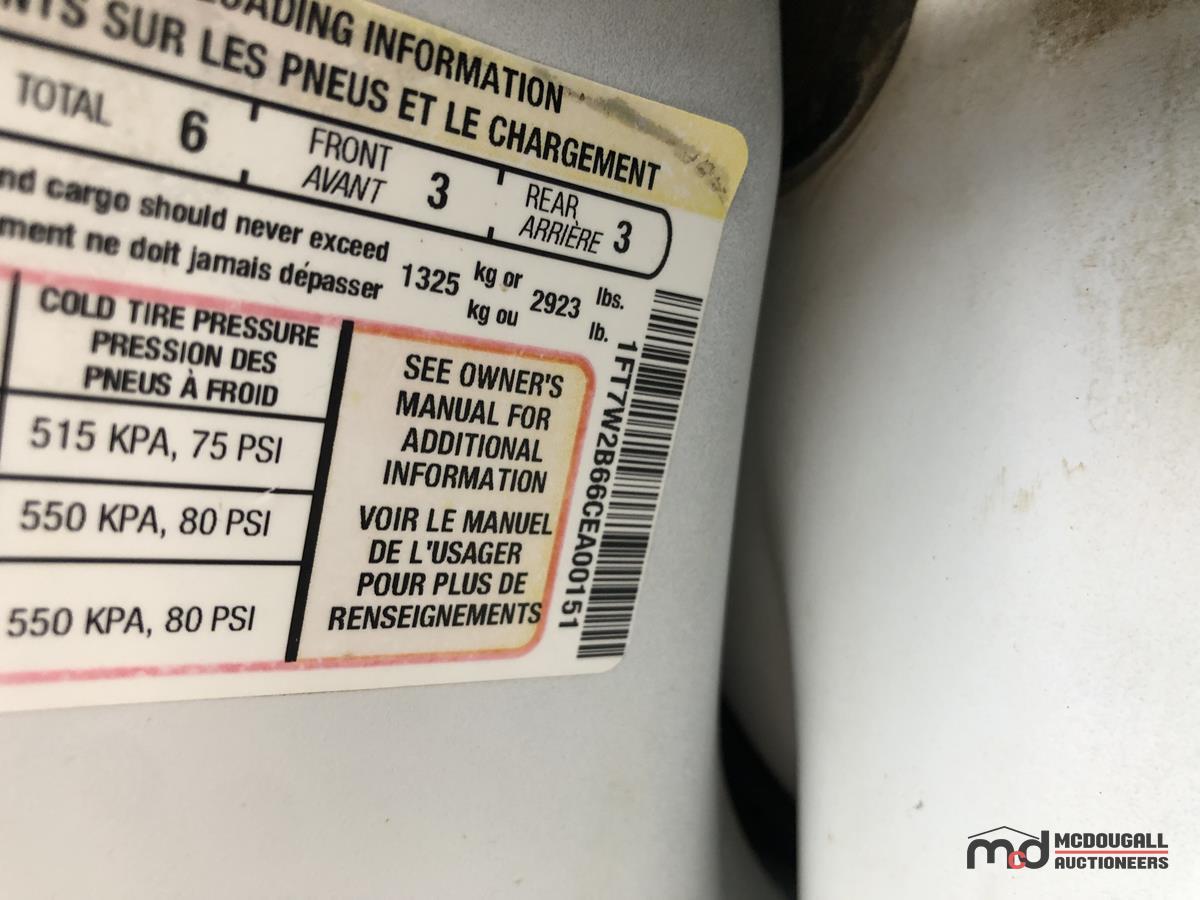 LOADING INFORMATION
SUR LES PNEUS ET LE CHARGEMENT
TOTAL 6 FRONT AVANT 3 REAR ARRIÈRE 3
cargo should never exceed
ne doit jamais dépasser
1325 kg or 2923 lbs.
kg ou lb.
COLD TIRE PRESSURE
PRESSION DES
PNEUS À FROID
515 KPA, 75 PSI
550 KPA, 80 PSI
550 KPA, 80 PSI
SEE OWNER'S
MANUAL FOR
ADDITIONAL
INFORMATION
VOIR LE MANUEL
DE L'USAGER
POUR PLUS DE
RENSEIGNEMENTS
1FT7W2B66CEA00151
mcd MCDOUGALL
AUCTIONEERS